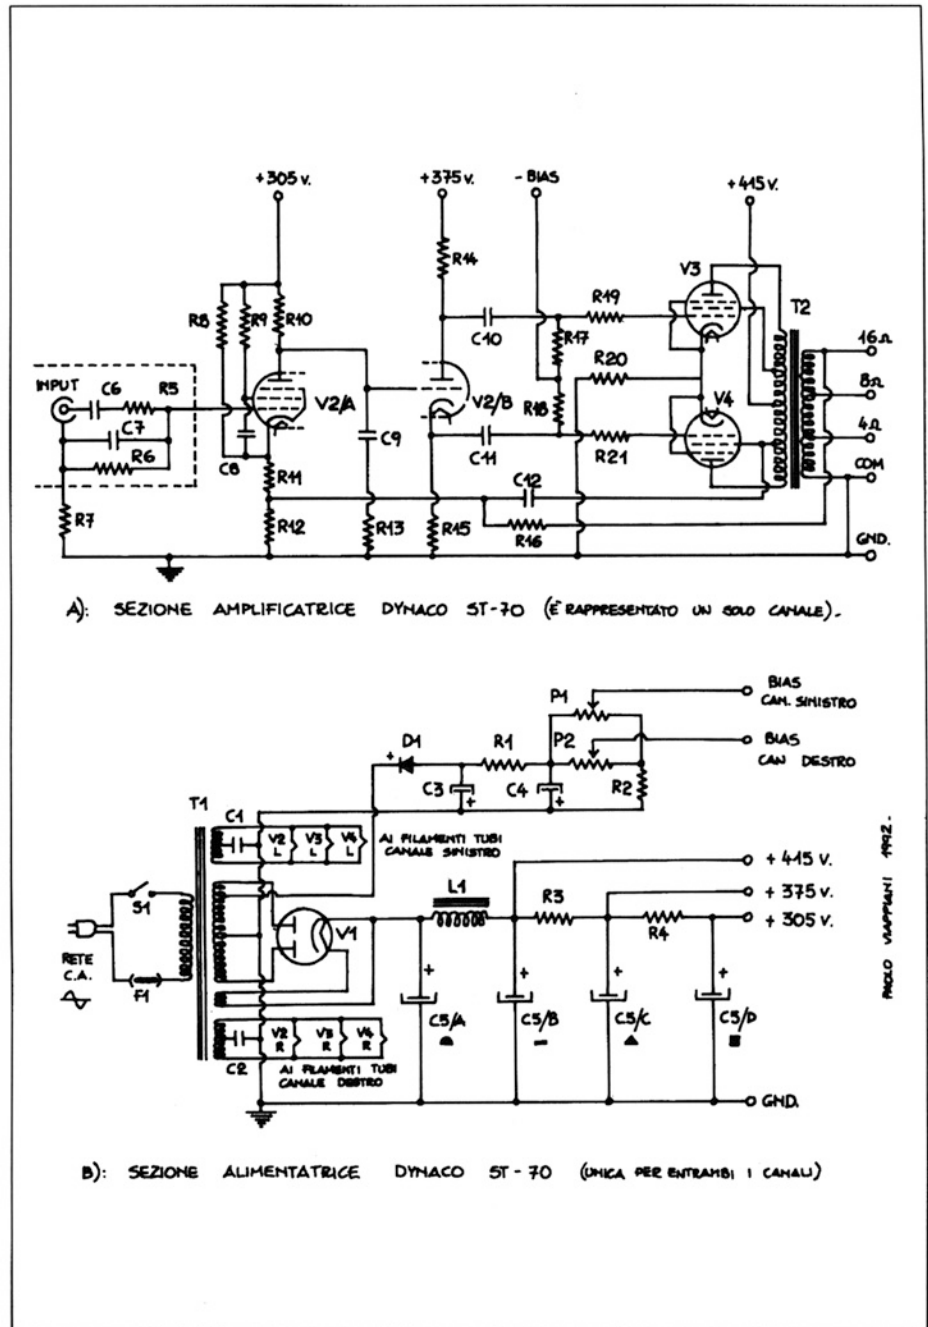 +305 V.
+375 V.
- BIAS
+415 V.
R14
V3
R8
R9
R10
C10
R19
T2
R17
16Ω
INPUT
C6
R5
R20
8Ω
V2/A
V2/B
R18
V4
C7
4Ω
R6
C8
C9
C11
R21
R11
COM
C12
R7
R12
R13
R15
R16
GND.
A): SEZIONE AMPLIFICATRICE DYNACO ST-70 (È RAPPRESENTATO UN SOLO CANALE).
BIAS
CAN. SINISTRO
P1
D1
R1
P2
BIAS
CAN DESTRO
C3
+
C4
+
R2
+
T1
C1
V2 L
V3 L
V4 L
AI FILAMENTI TUBI
CANALE SINISTRO
+ 415 V.
L1
+ 375 V.
S1
R3
V1
R4
+ 305 V.
RETE
C.A.
F1
+
+
+
+
C5/A
C5/B
C5/C
C5/D
C2
V2 R
V3 R
V4 R
AI FILAMENTI TUBI
CANALE DESTRO
GND.
PAOLO VIAPPIANI 1992.
B): SEZIONE ALIMENTATRICE DYNACO ST-70 (UNICA PER ENTRAMBI I CANALI)